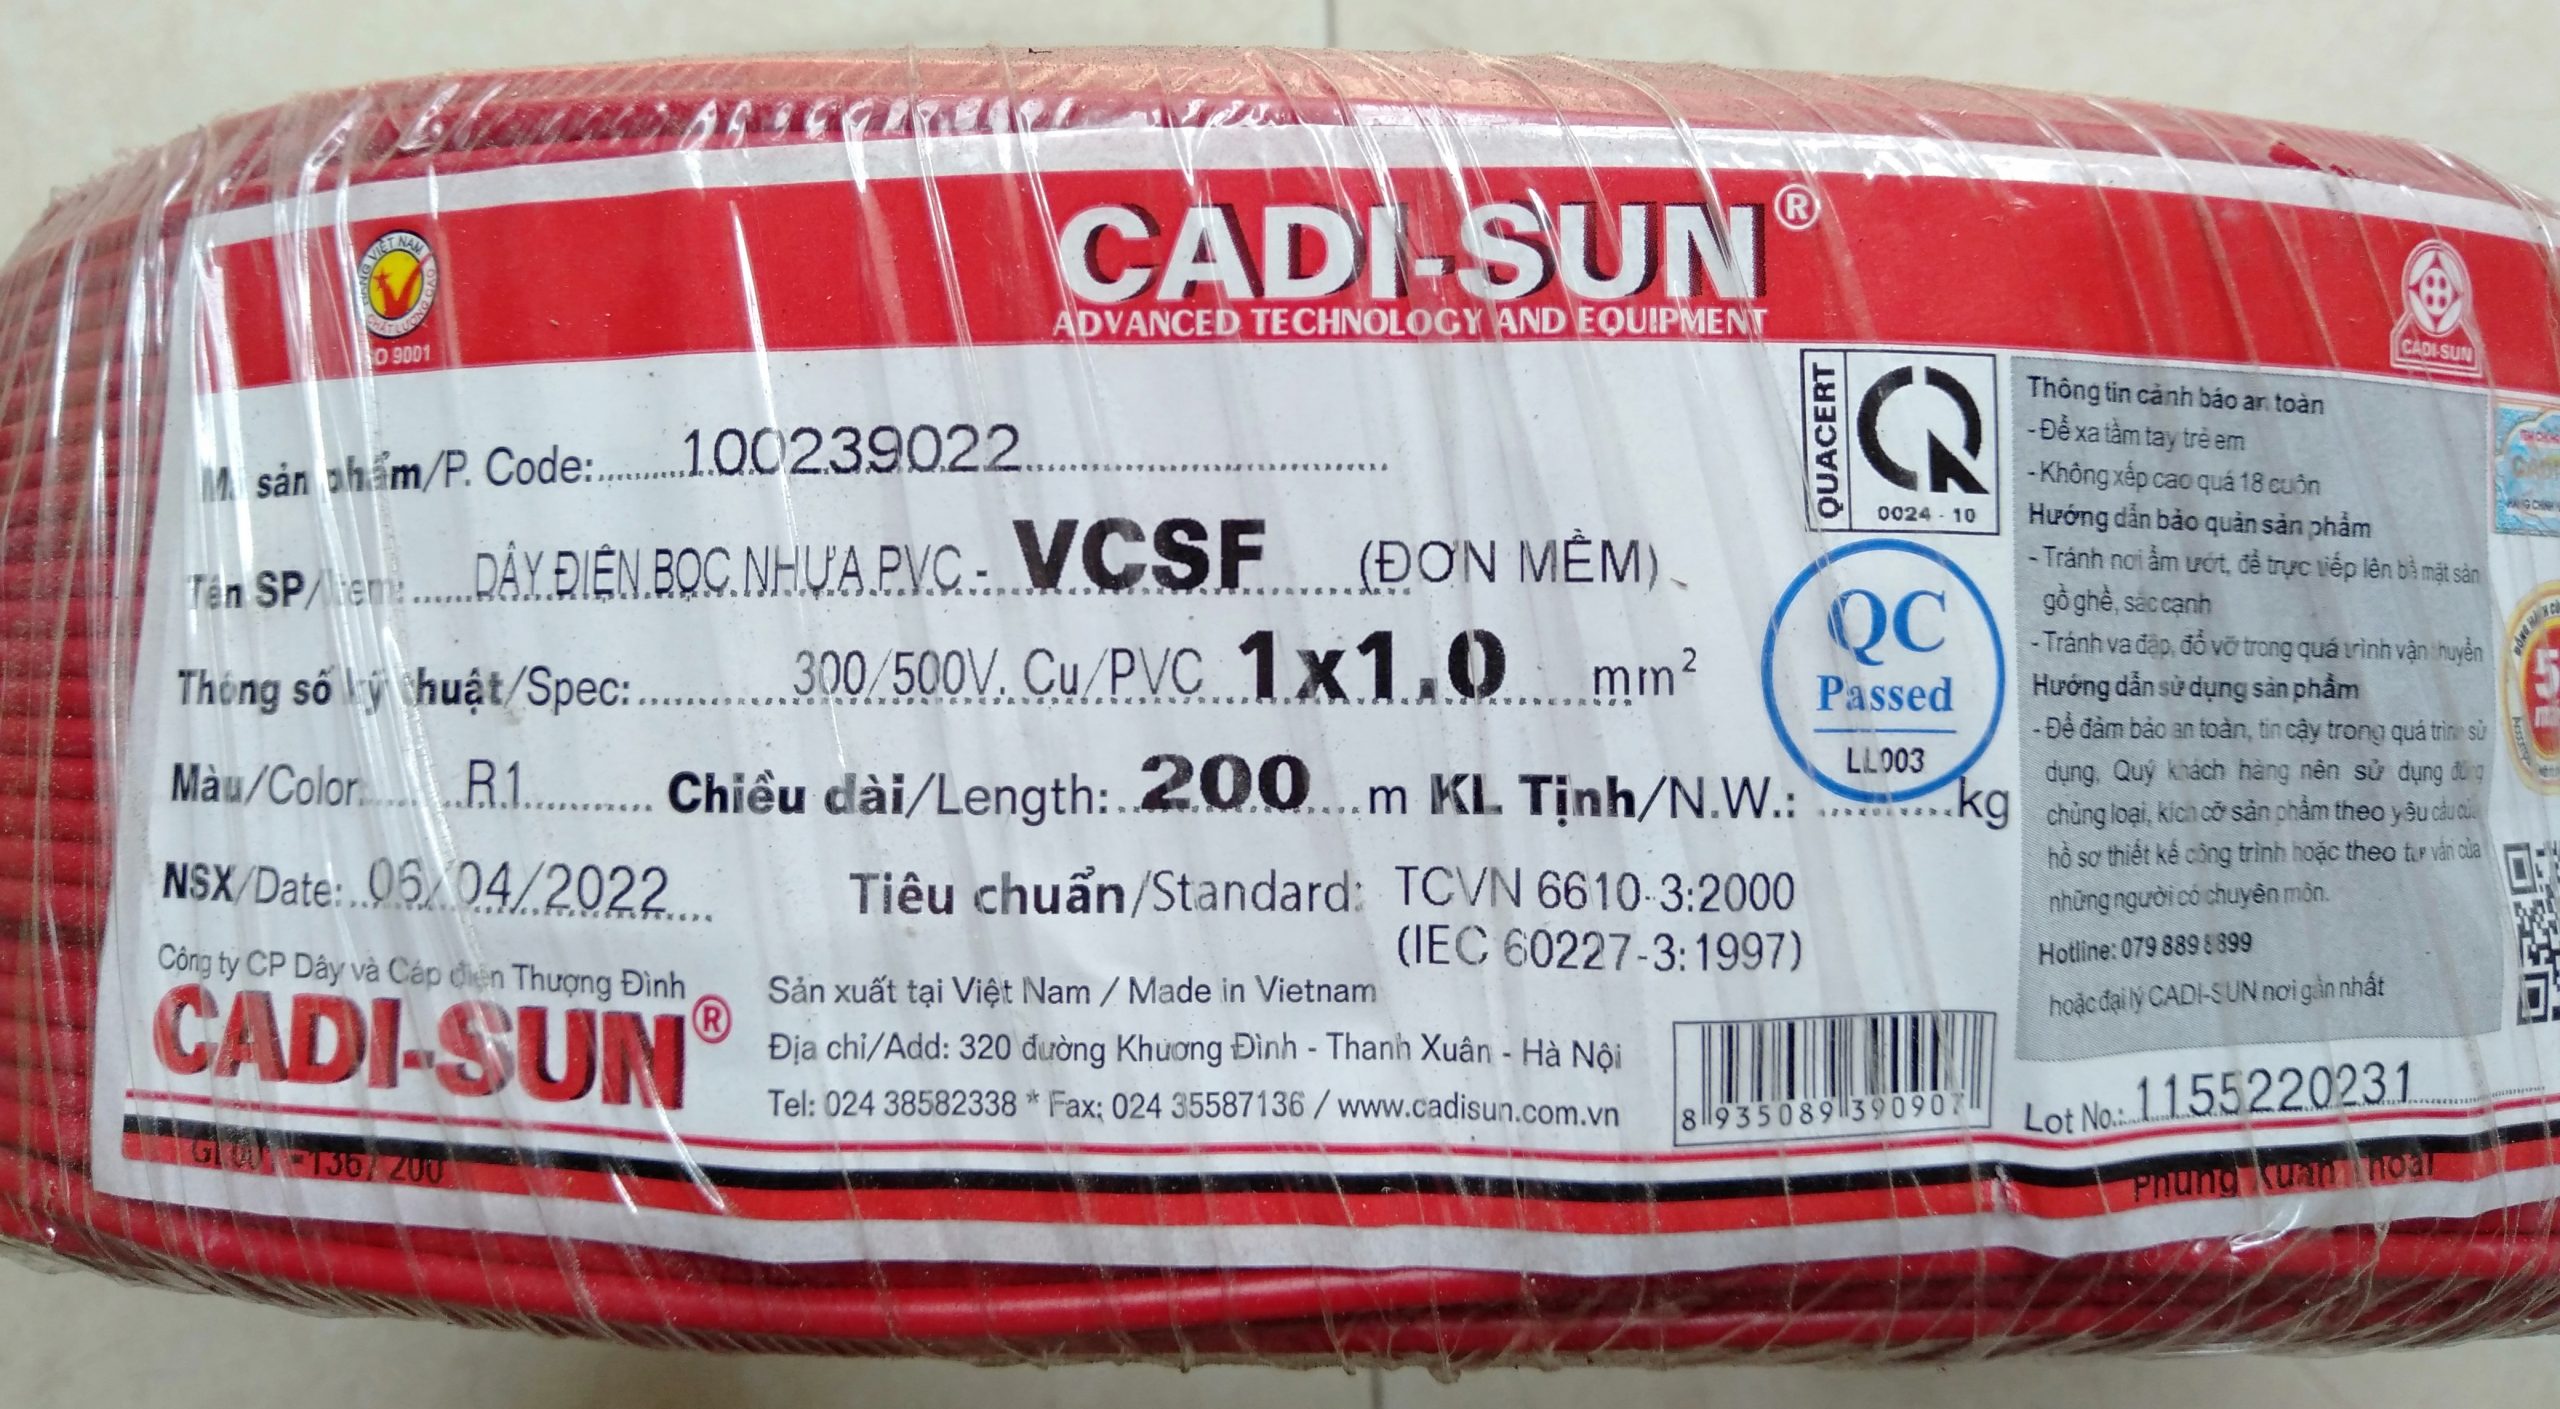 CADI-SUN®
ADVANCED TECHNOLOGY AND EQUIPMENT
HÀNG VIỆT NAM
CHẤT LƯỢNG CAO
ISO 9001
CADI-SUN
Mã sản phẩm/P. Code: 100239022
Tên SP/Item: DÂY ĐIỆN BỌC NHỰA PVC - VCSF (ĐƠN MỀM)
Thông số kỹ thuật/Spec: 300/500V. Cu/PVC 1x1.0 mm²
Màu/Color: R1 Chiều dài/Length: 200 m KL Tịnh/N.W.: kg
NSX/Date: 06/04/2022 Tiêu chuẩn/Standard: TCVN 6610-3:2000
(IEC 60227-3:1997)
QUACERT
0024 - 10
QC
Passed
LL003
Công ty CP Dây và Cáp điện Thượng Đình
CADI-SUN®
Sản xuất tại Việt Nam / Made in Vietnam
Địa chỉ/Add: 320 đường Khương Đình - Thanh Xuân - Hà Nội
Tel: 024 38582338 * Fax: 024 35587136 / www.cadisun.com.vn
8 935089 390907
Thông tin cảnh báo an toàn
- Để xa tầm tay trẻ em
- Không xếp cao quá 18 cuộn
Hướng dẫn bảo quản sản phẩm
- Tránh nơi ẩm ướt, để trực tiếp lên bề mặt sàn
gồ ghề, sắc cạnh
- Tránh va đập, đổ vỡ trong quá trình vận chuyển
Hướng dẫn sử dụng sản phẩm
- Để đảm bảo an toàn, tin cậy trong quá trình sử
dụng, Quý khách hàng nên sử dụng đúng
chủng loại, kích cỡ sản phẩm theo yêu cầu của
hồ sơ thiết kế công trình hoặc theo tư vấn của
những người có chuyên môn.
Hotline: 079 889 8 899
hoặc đại lý CADI-SUN nơi gần nhất
Lot No.: 1155220231
Phùng Xuân Thoại